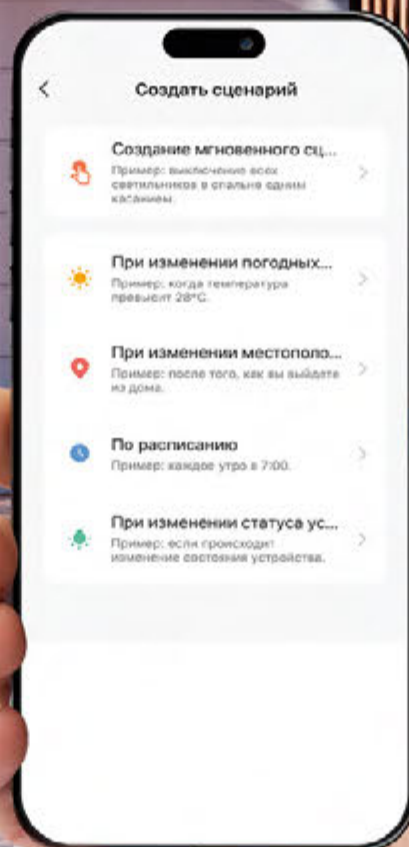 Создать сценарий
Создание мгновенного сц...
Пример: выключение всех
светильников в спальне одним
касанием.
При изменении погодных...
Пример: когда температура
превысит 28°C.
При изменении местополо...
Пример: после того, как вы выйдете
из дома.
По расписанию
Пример: каждое утро в 7:00.
При изменении статуса ус...
Пример: если происходит
изменение состояния устройства.